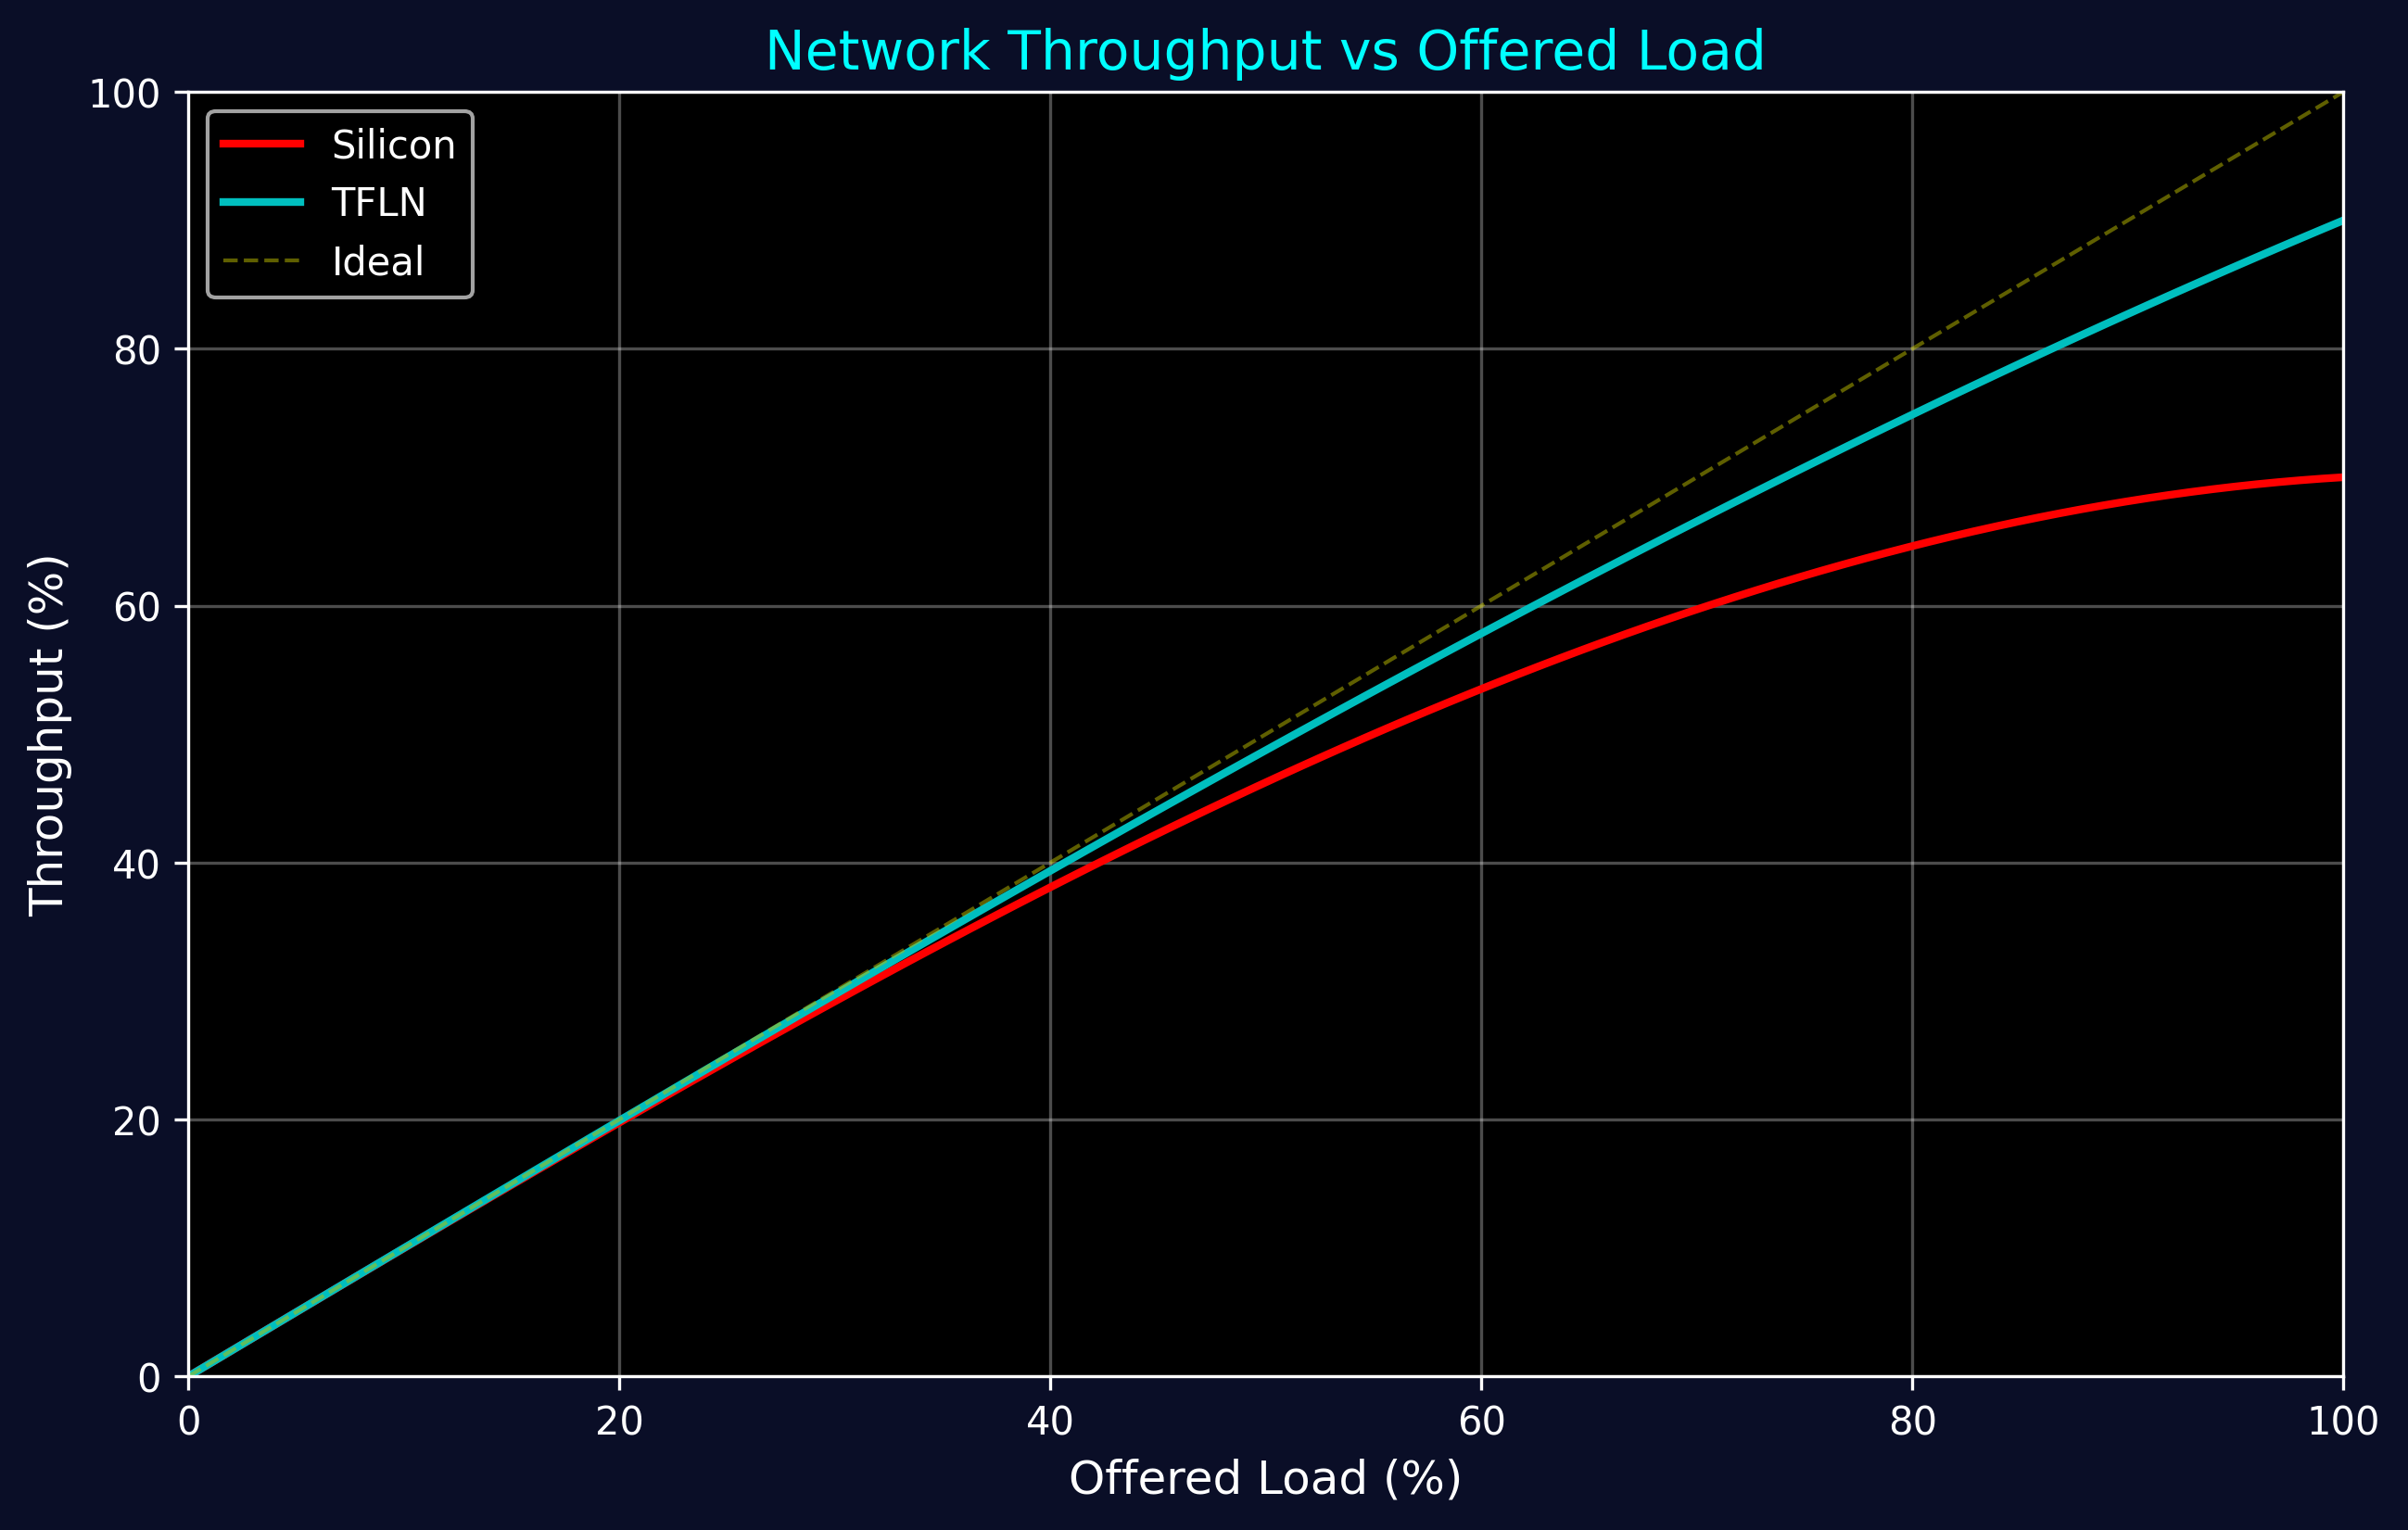 Network Throughput vs Offered Load
100
80
60
40
20
0
Silicon
TFLN
Ideal
Throughput (%)
0 20 40 60 80 100
Offered Load (%)